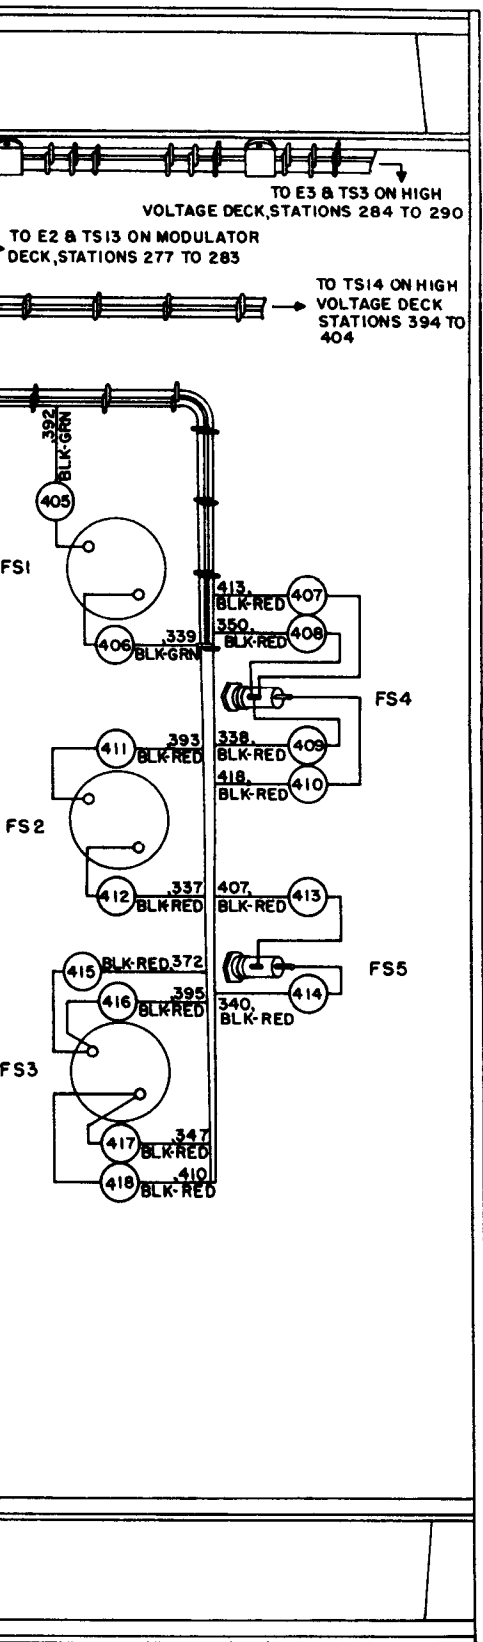 TO E3 & TS3 ON HIGH
VOLTAGE DECK, STATIONS 284 TO 290
TO E2 & TS13 ON MODULATOR
DECK, STATIONS 277 TO 283
TO TS14 ON HIGH
VOLTAGE DECK
STATIONS 394 TO
404
,392
BLK-GRN
405
FS1
406
,339
BLK-GRN
413,
BLK-RED
407
350,
BLK-RED
408
FS4
411
,393
BLK-RED
338,
BLK-RED
409
418,
BLK-RED
410
FS2
412
,337
BLK-RED
407,
BLK-RED
413
415
BLK-RED,372
FS5
416
,395
BLK-RED
340,
BLK-RED
414
FS3
417
,347
BLK-RED
418
,410
BLK-RED